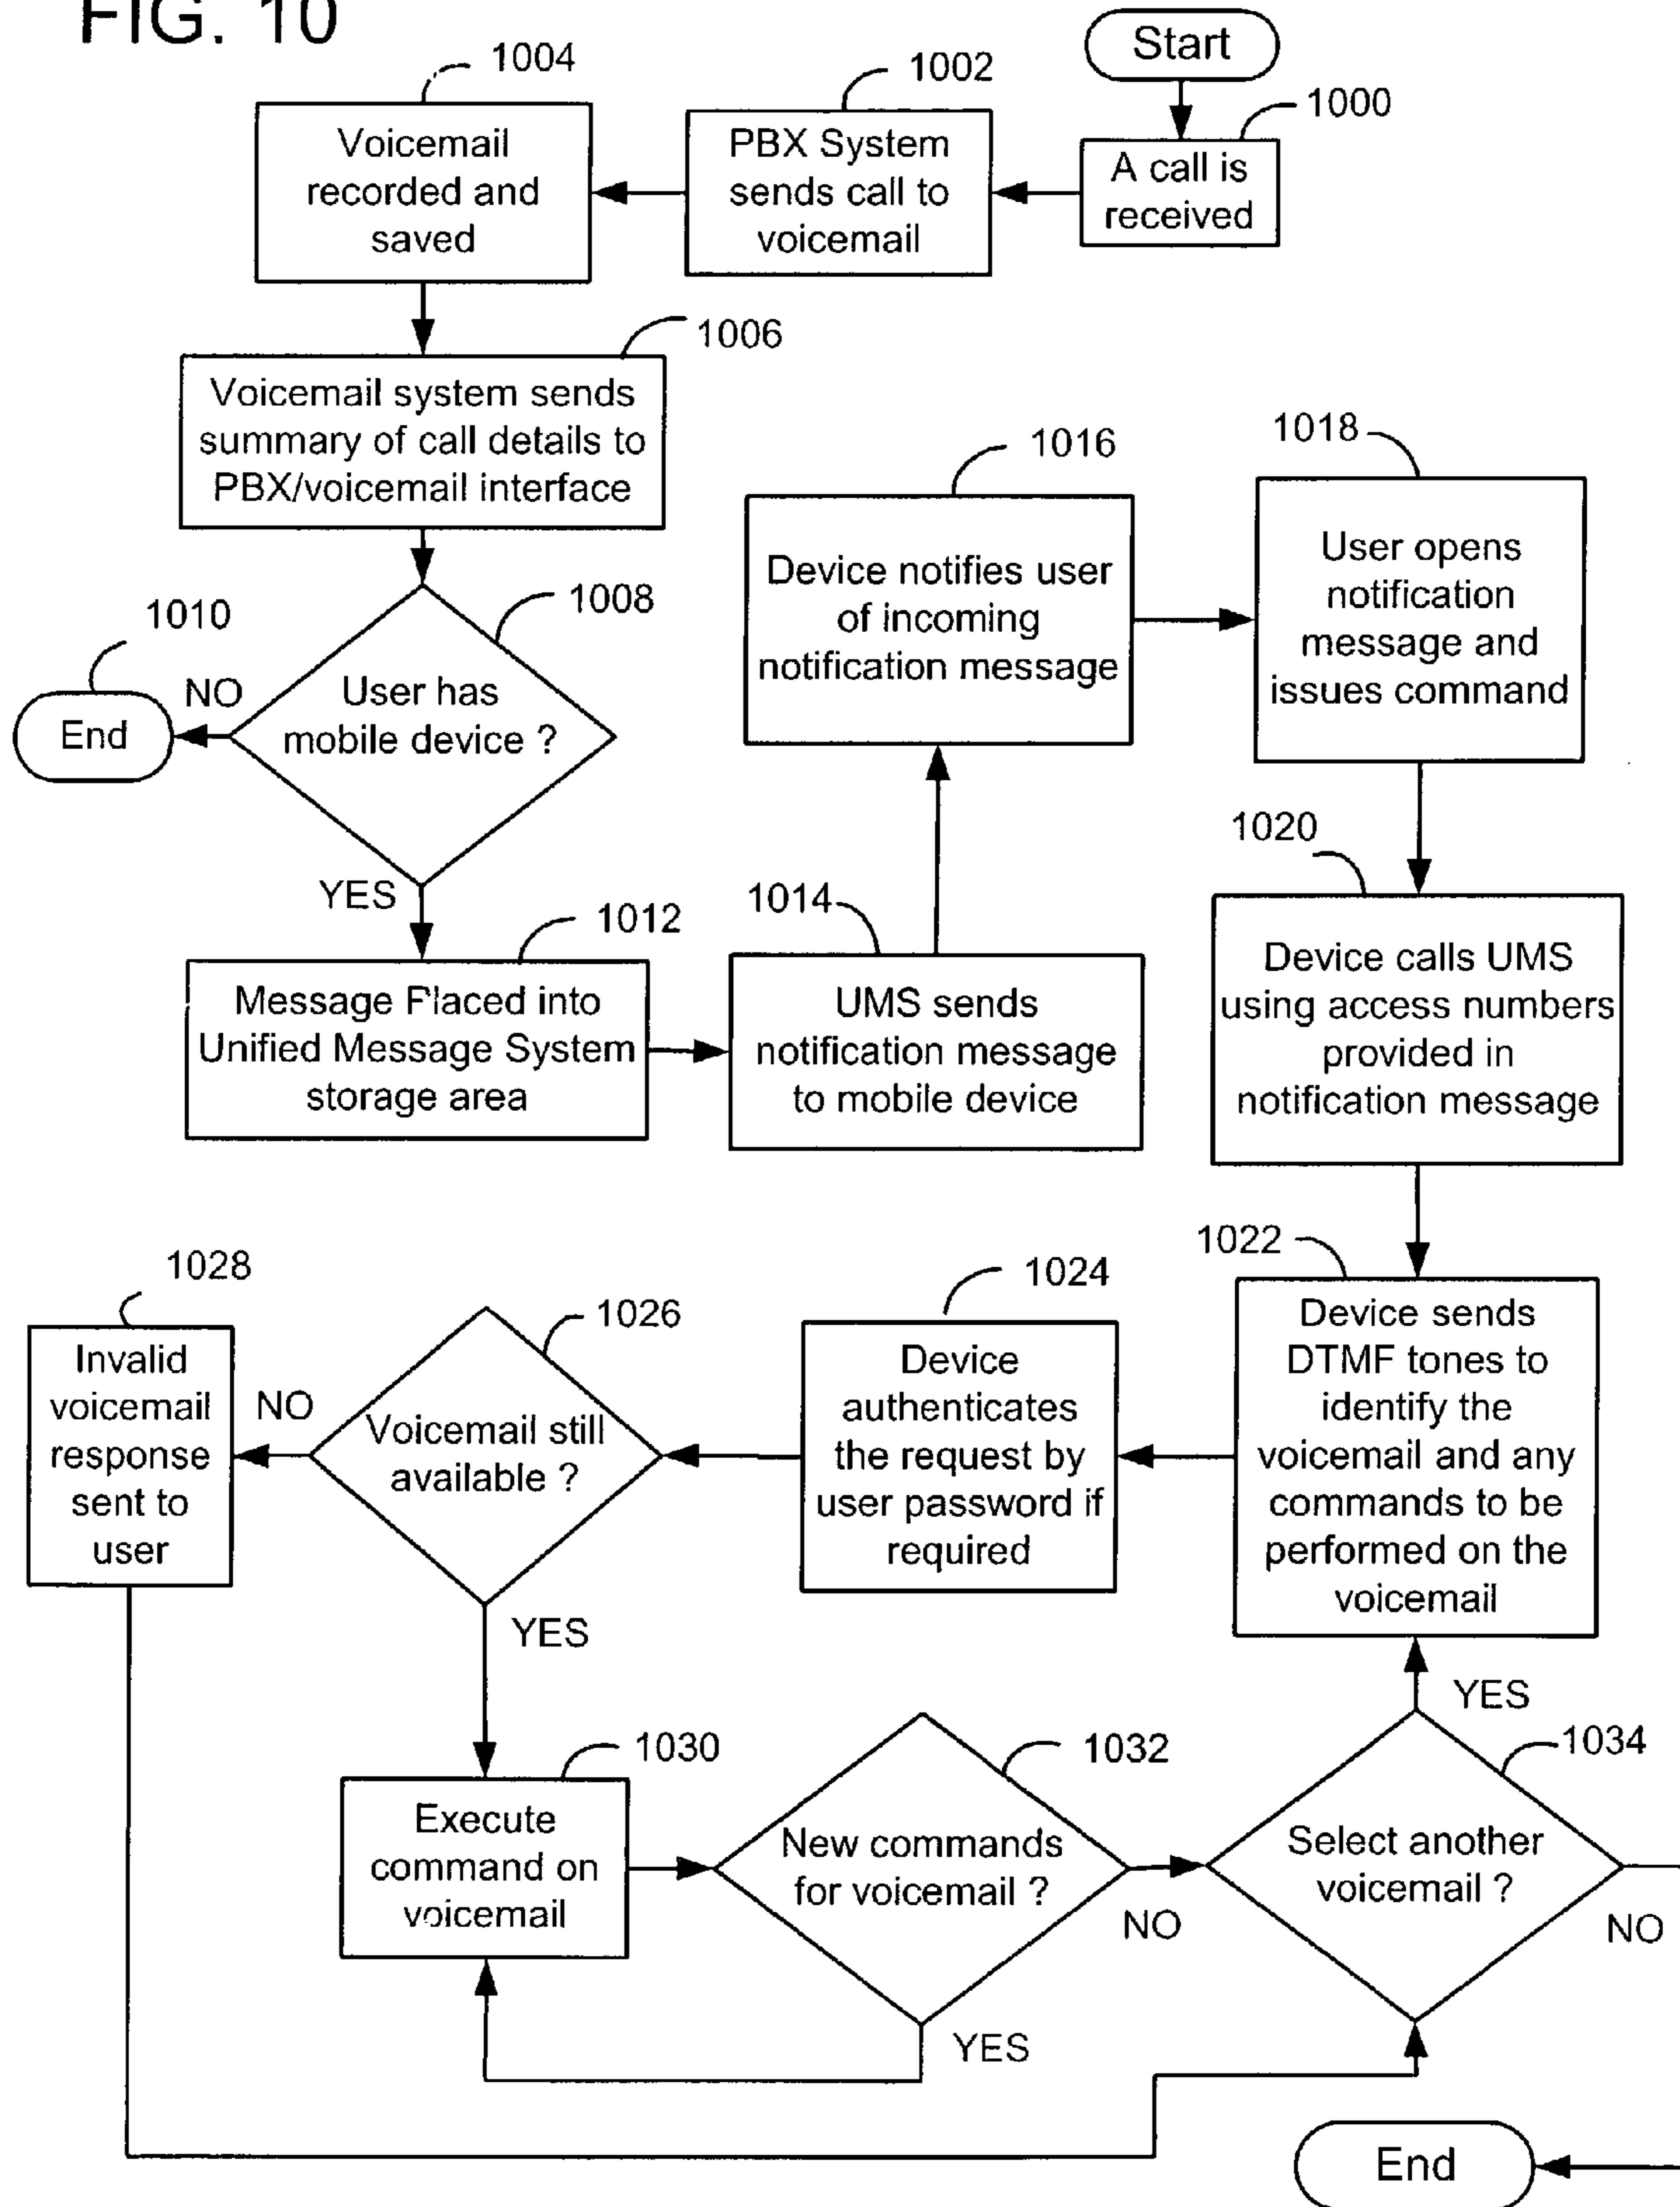 FIG. 10
Start
1000
A call is
received
1002
PBX System
sends call to
voicemail
1004
Voicemail
recorded and
saved
1006
Voicemail system sends
summary of call details to
PBX/voicemail interface
1008
User has
mobile device ?
NO
1010
End
YES
1012
Message Placed into
Unified Message System
storage area
1014
UMS sends
notification message
to mobile device
1016
Device notifies user
of incoming
notification message
1018
User opens
notification
message and
issues command
1020
Device calls UMS
using access numbers
provided in
notification message
1022
Device sends
DTMF tones to
identify the
voicemail and any
commands to be
performed on the
voicemail
1024
Device
authenticates
the request by
user password if
required
1026
Voicemail still
available ?
NO
1028
Invalid
voicemail
response
sent to
user
YES
1030
Execute
command on
voicemail
1032
New commands
for voicemail ?
YES
NO
1034
Select another
voicemail ?
YES
NO
End